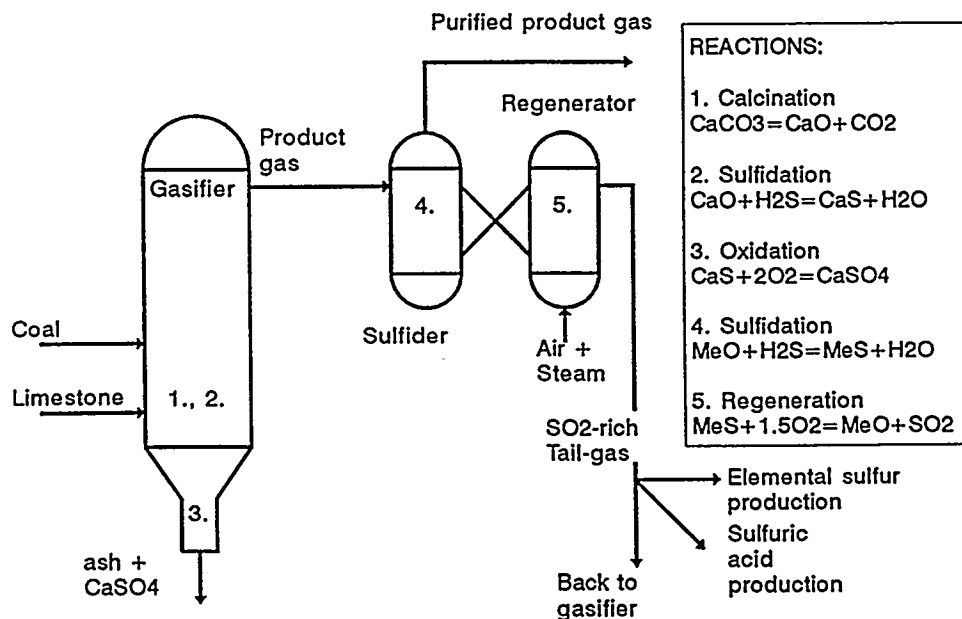 Purified product gas
REACTIONS:
1. Calcination
CaCO3=CaO+CO2
2. Sulfidation
CaO+H2S=CaS+H2O
3. Oxidation
CaS+2O2=CaSO4
4. Sulfidation
MeO+H2S=MeS+H2O
5. Regeneration
MeS+1.5O2=MeO+SO2
Regenerator
Product
gas
Gasifier
4.
5.
Sulfider
Air +
Steam
Coal
Limestone
1., 2.
3.
ash +
CaSO4
SO2-rich
Tail-gas
Elemental sulfur
production
Sulfuric
acid
production
Back to
gasifier